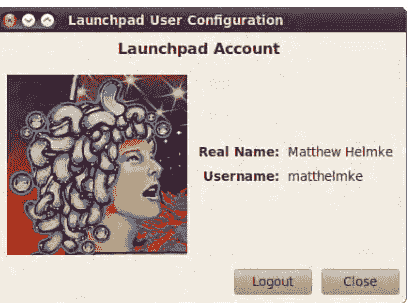 Launchpad User Configuration
Launchpad Account
Real Name: Matthew Helmke
Username: matthelmke
Logout Close